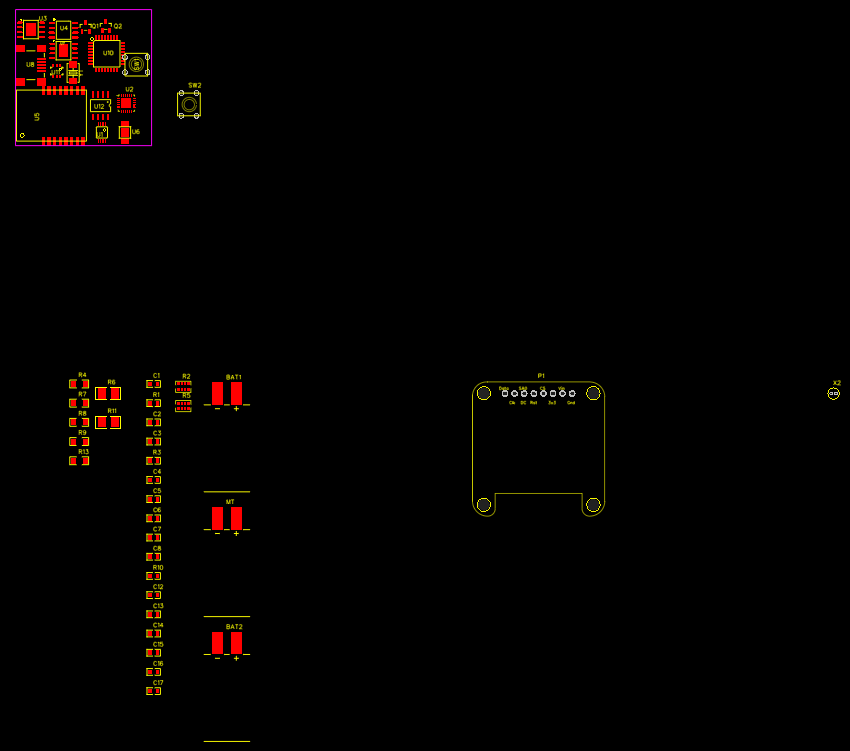 U3
U4
Q1
Q2
U10
U8
U2
SW2
U12
U5
U1
U6
R4
R6
C1
R2
BAT1
P1
X2
R7
R1
R5
SA0
CS
Vin
Clk
DC
Rst
3v3
Gnd
- +
R8
R11
C2
R9
C3
R13
R3
C4
C5
MT
C6
C7
- +
C8
R10
C12
C13
C14
BAT2
C15
- +
C16
C17